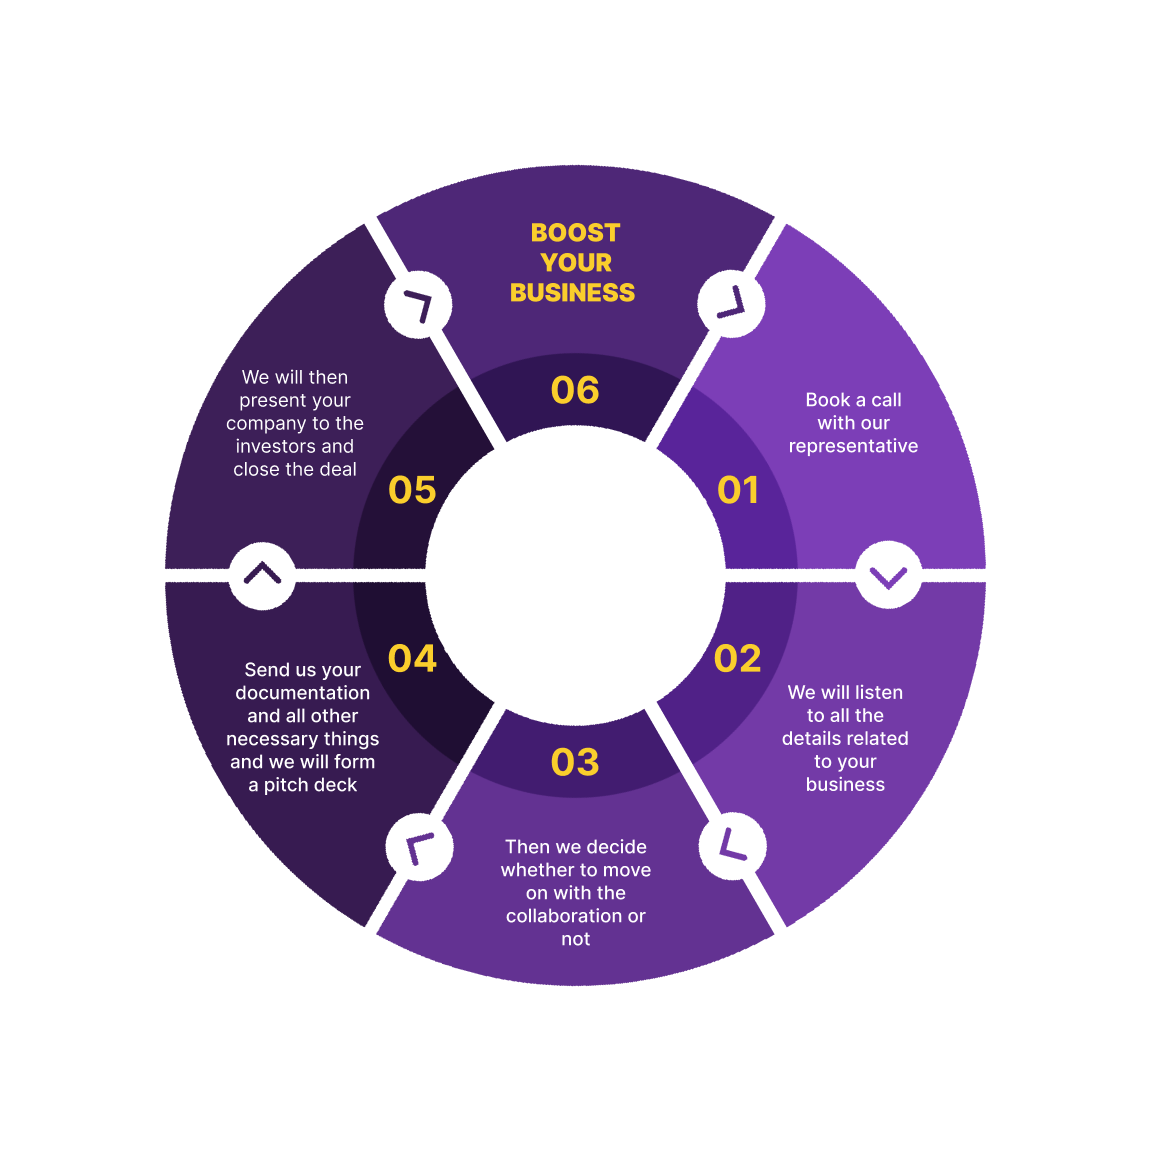 BOOST
YOUR
BUSINESS
06
Book a call
with our
representative
01
02
We will listen
to all the
details related
to your
business
03
Then we decide
whether to move
on with the
collaboration or
not
04
Send us your
documentation
and all other
necessary things
and we will form
a pitch deck
We will then
present your
company to the
investors and
close the deal
05